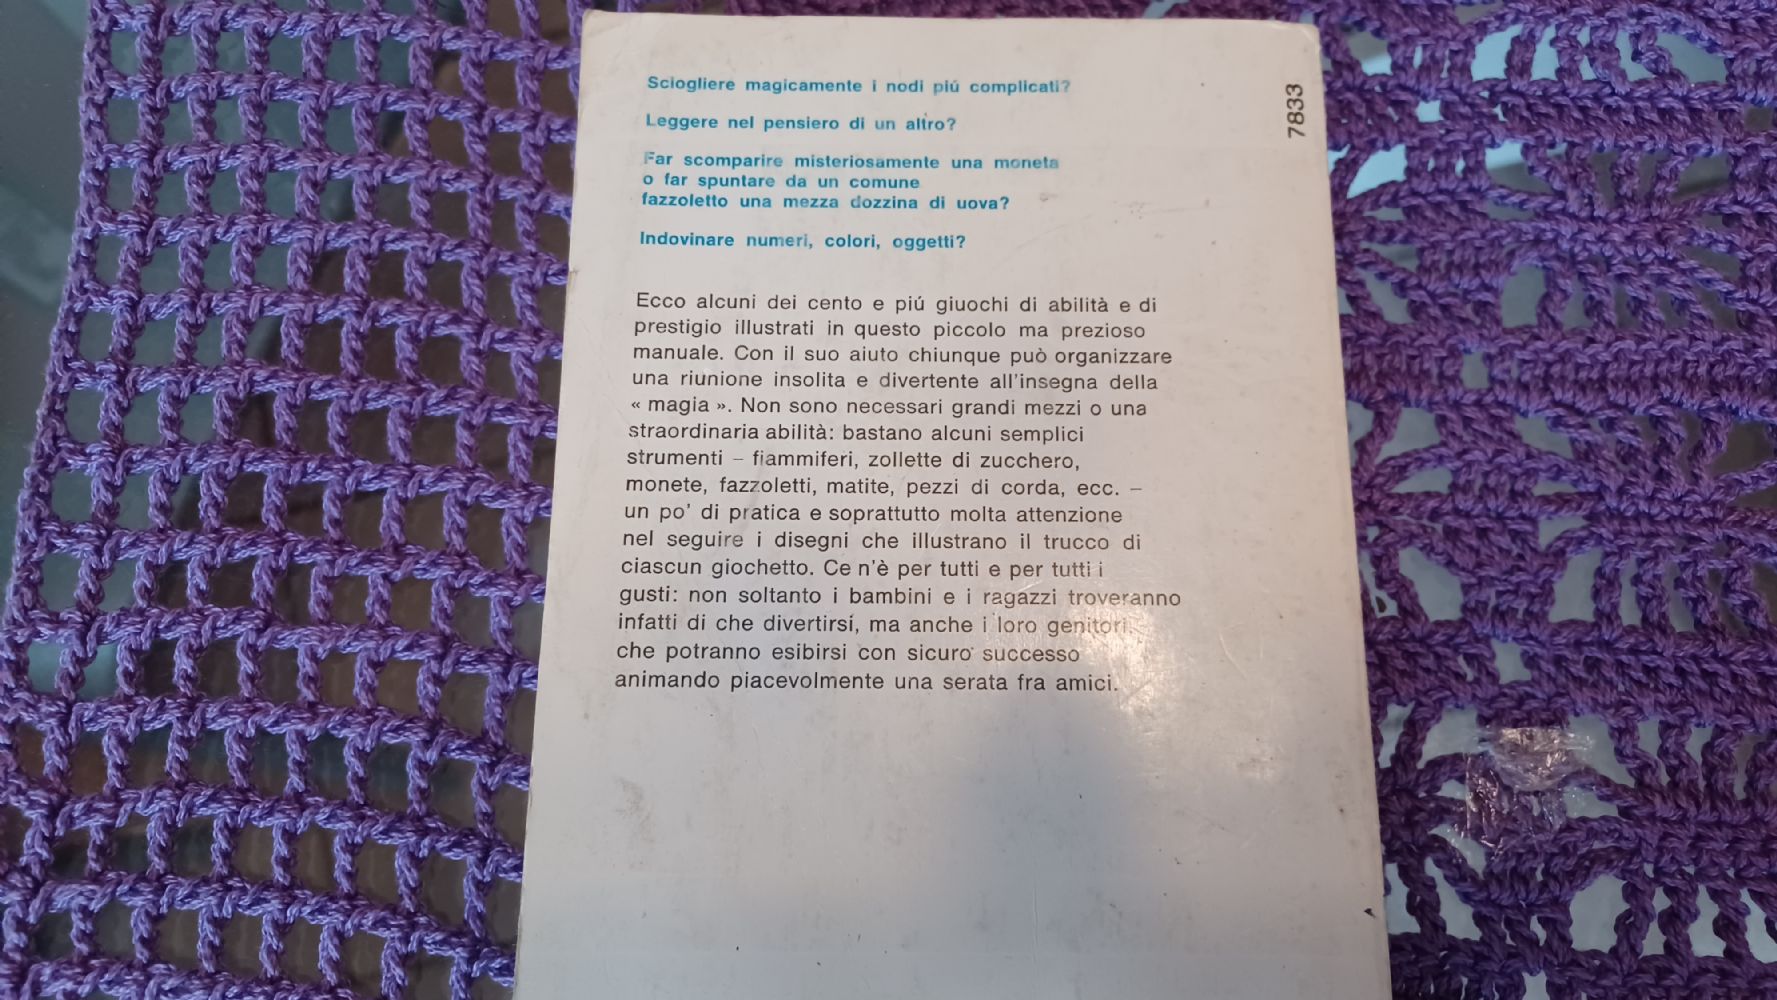 Sciogliere magicamente i nodi piú complicati?
Leggere nel pensiero di un altro?
Far scomparire misteriosamente una moneta
o far spuntare da un comune
fazzoletto una mezza dozzina di uova?
Indovinare numeri, colori, oggetti?
Ecco alcuni dei cento e piú giuochi di abilità e di
prestigio illustrati in questo piccolo ma prezioso
manuale. Con il suo aiuto chiunque può organizzare
una riunione insolita e divertente all'insegna della
« magia ». Non sono necessari grandi mezzi o una
straordinaria abilità: bastano alcuni semplici
strumenti – fiammiferi, zollette di zucchero,
monete, fazzoletti, matite, pezzi di corda, ecc. –
un po' di pratica e soprattutto molta attenzione
nel seguire i disegni che illustrano il trucco di
ciascun giochetto. Ce n'è per tutti e per tutti i
gusti: non soltanto i bambini e i ragazzi troveranno
infatti di che divertirsi, ma anche i loro genitori,
che potranno esibirsi con sicuro successo
animando piacevolmente una serata fra amici.
7833